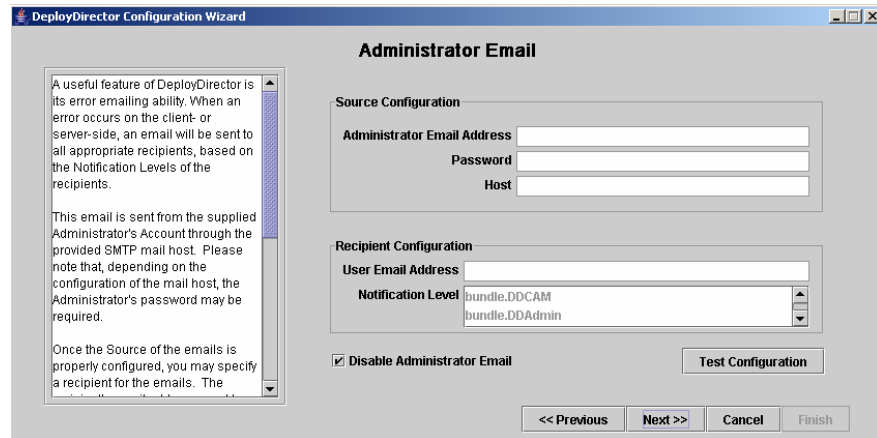 DeployDirector Configuration Wizard
Administrator Email
A useful feature of DeployDirector is
its error emailing ability. When an
error occurs on the client- or
server-side, an email will be sent to
all appropriate recipients, based on
the Notification Levels of the
recipients.
This email is sent from the supplied
Administrator's Account through the
provided SMTP mail host. Please
note that, depending on the
configuration of the mail host, the
Administrator's password may be
required.
Once the Source of the emails is
properly configured, you may specify
a recipient for the emails. The
Source Configuration
Administrator Email Address
Password
Host
Recipient Configuration
User Email Address
Notification Level
bundle.DDCAM
bundle.DDAdmin
Disable Administrator Email
Test Configuration
<< Previous
Next >>
Cancel
Finish